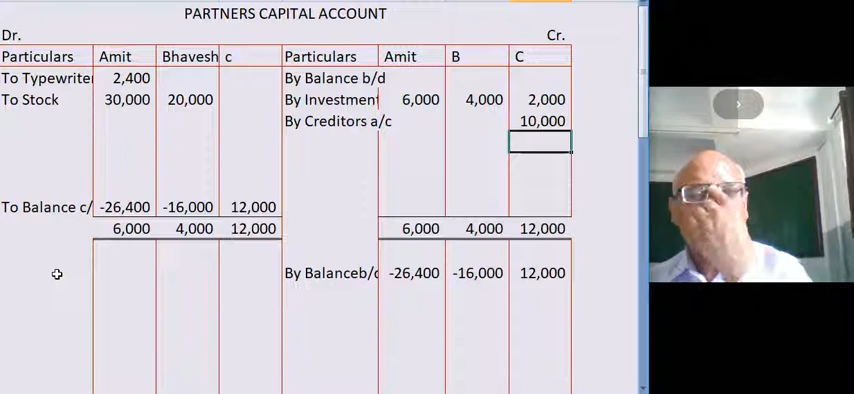 PARTNERS CAPITAL ACCOUNT
Dr. Cr.
Particulars Amit Bhavesh c Particulars Amit B C
To Typewriter 2,400 By Balance b/d
To Stock 30,000 20,000 By Investment 6,000 4,000 2,000
By Creditors a/c 10,000
To Balance c/ -26,400 -16,000 12,000
6,000 4,000 12,000 6,000 4,000 12,000
By Balanceb/d -26,400 -16,000 12,000